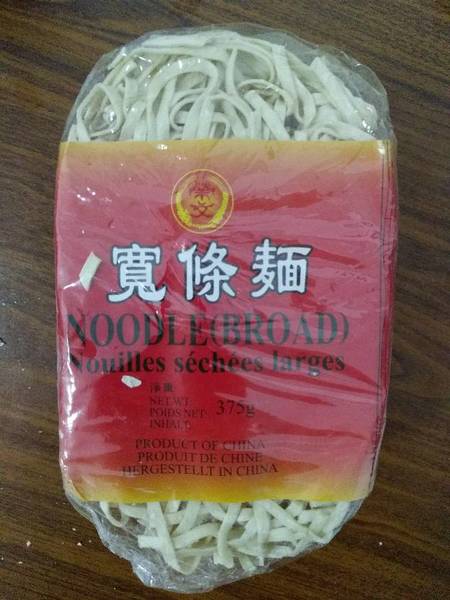 寬條麵
NOODLE(BROAD)
Nouilles séchées larges
淨重
NET.WT.
POIDS NET:
INHALT:
375g
PRODUCT OF CHINA
PRODUIT DE CHINE
HERGESTELLT IN CHINA